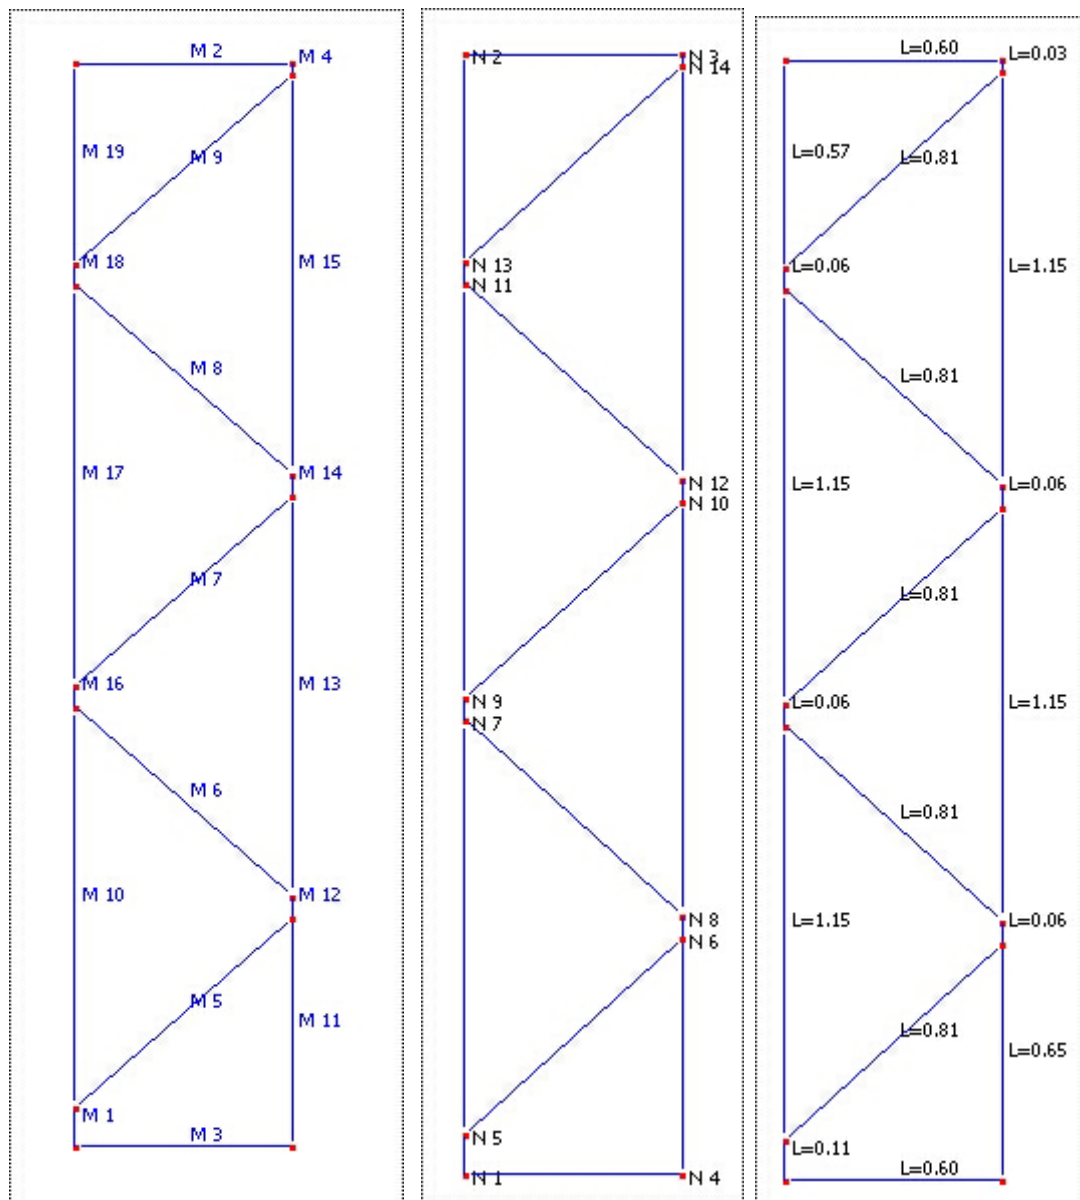 M 2
M 4
M 19
M 9
M 18
M 15
M 8
M 17
M 14
M 7
M 16
M 13
M 6
M 10
M 12
M 5
M 11
M 1
M 3
N 2
N 3
N 14
N 13
N 11
N 12
N 10
N 9
N 7
N 8
N 6
N 5
N 1
N 4
L=0.60
L=0.03
L=0.57
L=0.81
L=0.06
L=1.15
L=0.81
L=1.15
L=0.06
L=0.81
L=0.06
L=1.15
L=0.81
L=1.15
L=0.06
L=0.81
L=0.65
L=0.11
L=0.60